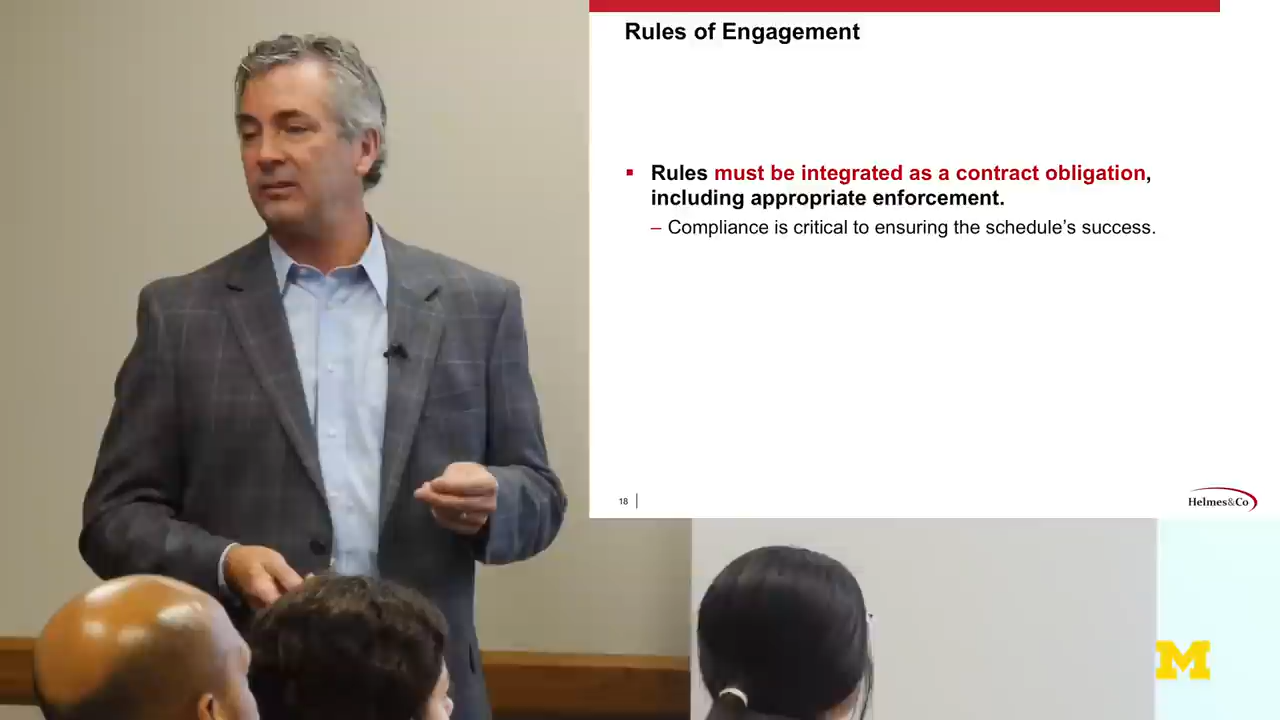 Rules of Engagement
▪ Rules must be integrated as a contract obligation,
including appropriate enforcement.
– Compliance is critical to ensuring the schedule’s success.
18
Helmes&Co
M